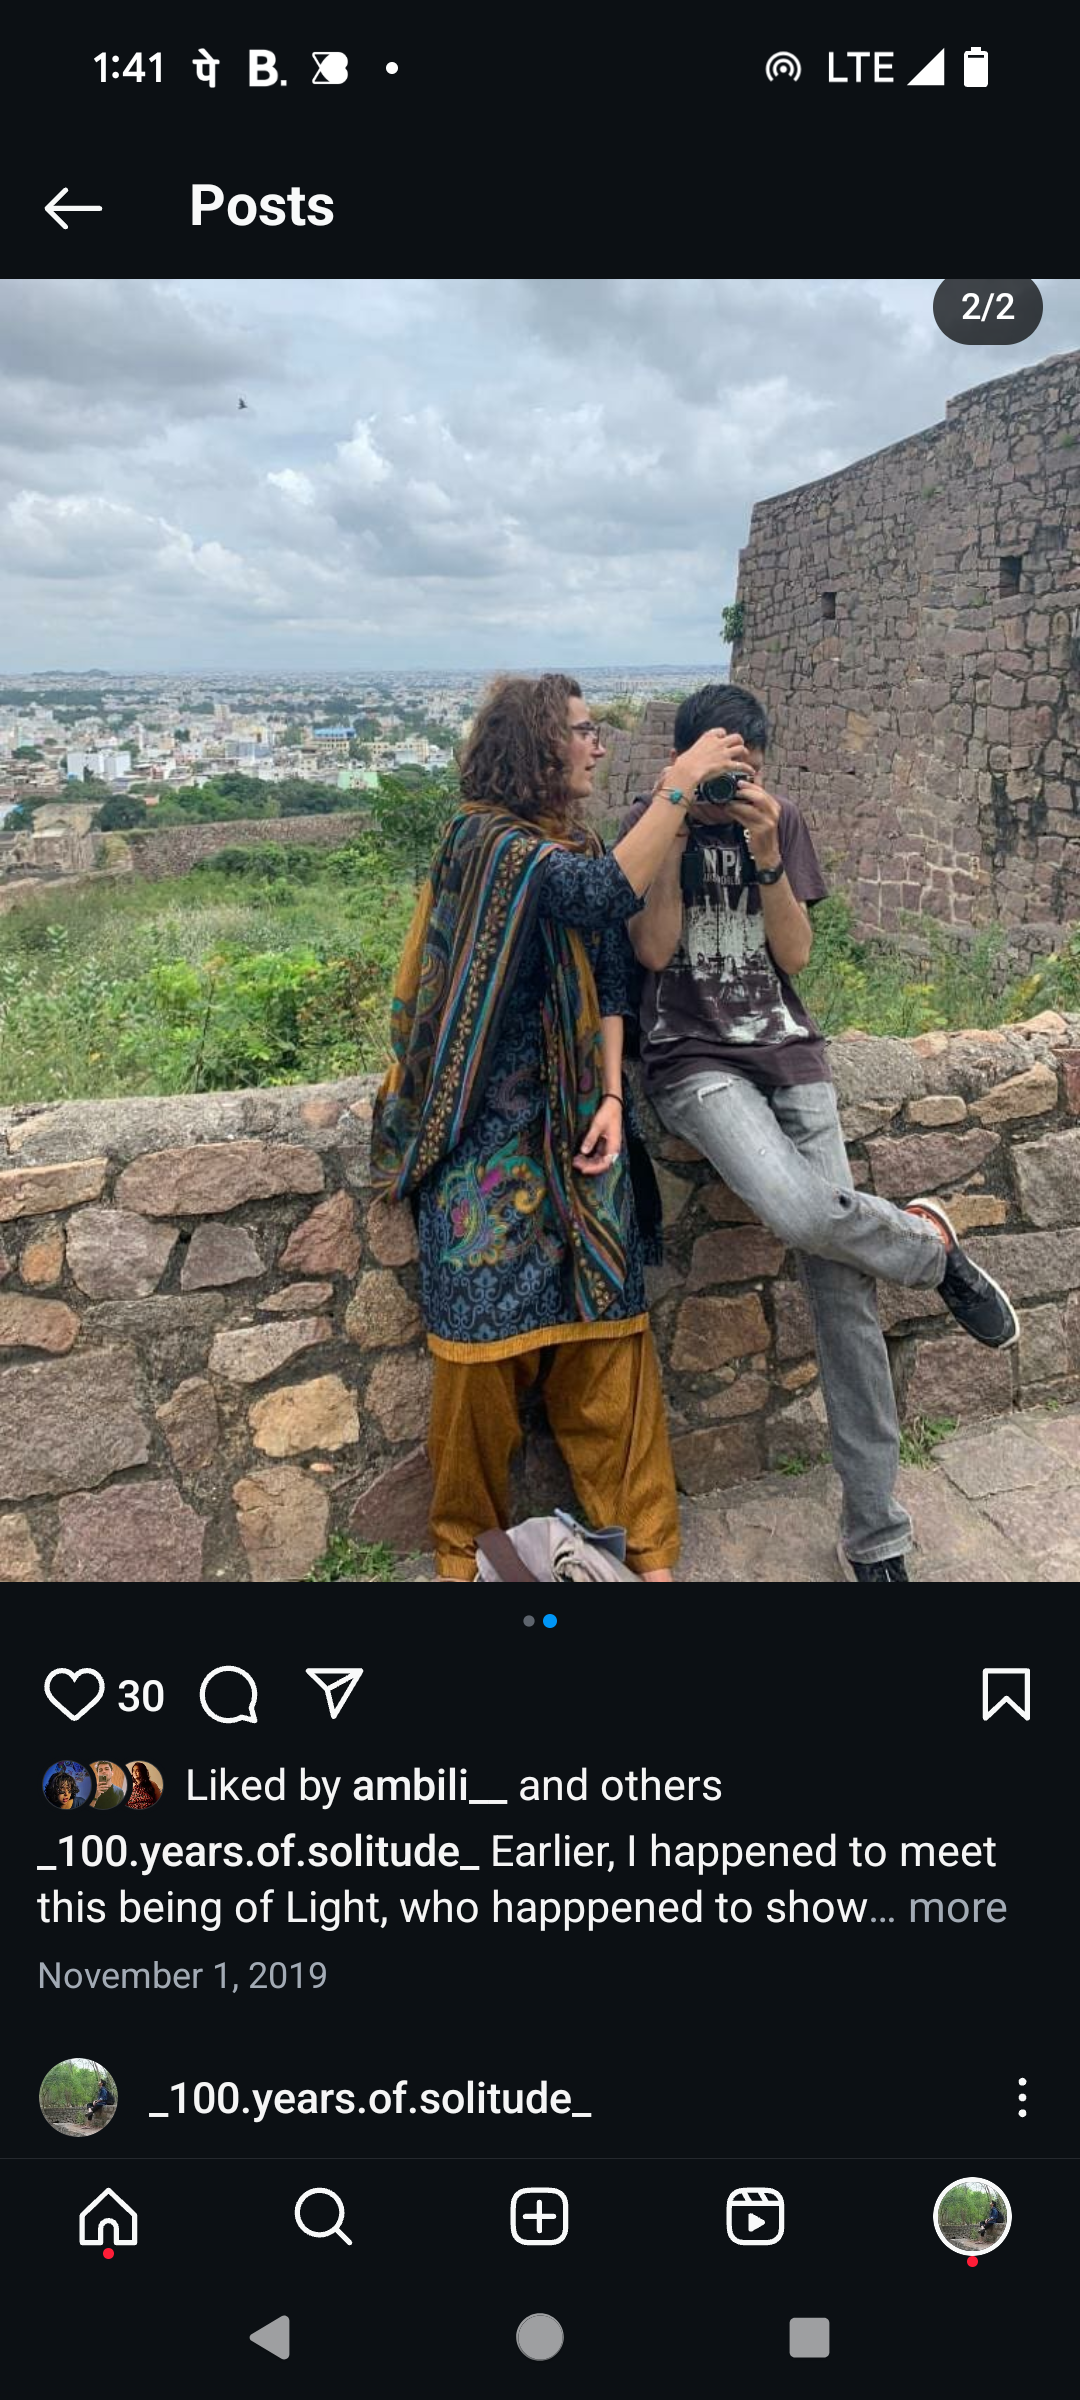 1:41 पे B. LTE
Posts
2/2
N P
30
Liked by ambili__ and others
_100.years.of.solitude_ Earlier, I happened to meet
this being of Light, who happpened to show... more
November 1, 2019
_100.years.of.solitude_